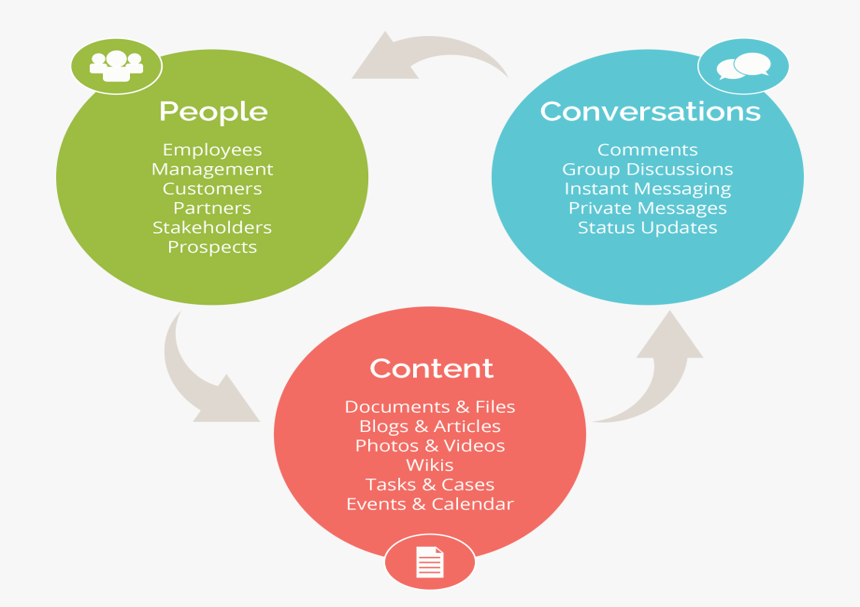 People
Employees
Management
Customers
Partners
Stakeholders
Prospects
Conversations
Comments
Group Discussions
Instant Messaging
Private Messages
Status Updates
Content
Documents & Files
Blogs & Articles
Photos & Videos
Wikis
Tasks & Cases
Events & Calendar